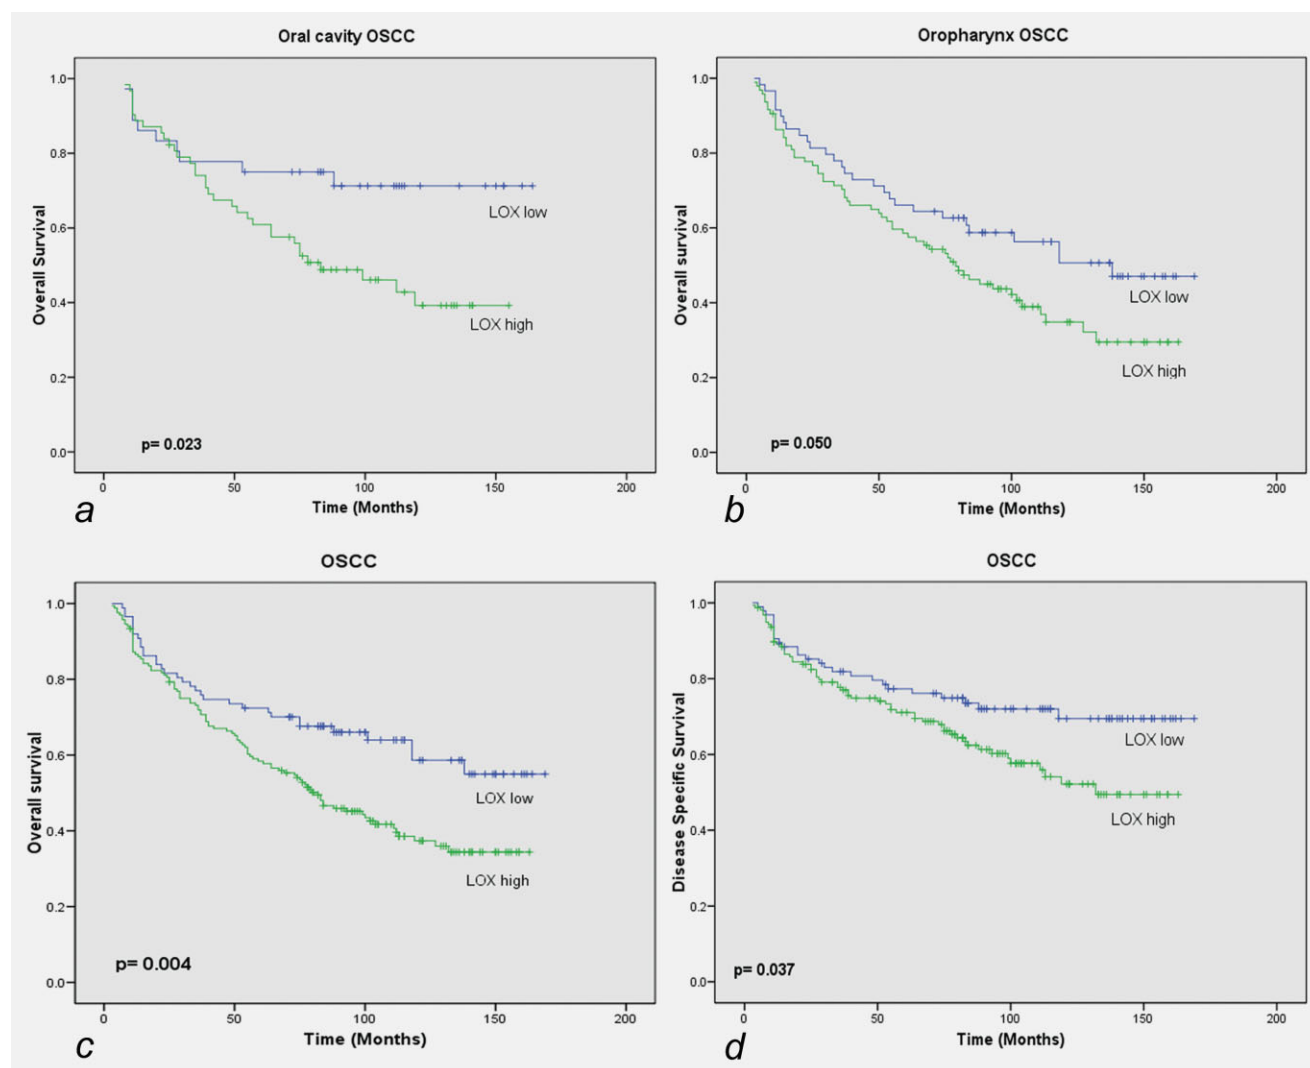 Oral cavity OSCC
Overall Survival
1.0
0.8
0.6
0.4
0.2
0.0
LOX low
LOX high
p= 0.023
0 50 100 150 200
Time (Months)
a
Oropharynx OSCC
Overall survival
1.0
0.8
0.6
0.4
0.2
0.0
LOX low
LOX high
p= 0.050
0 50 100 150 200
Time (Months)
b
OSCC
Overall survival
1.0
0.8
0.6
0.4
0.2
0.0
LOX low
LOX high
p= 0.004
0 50 100 150 200
Time (Months)
c
OSCC
Disease Specific Survival
1.0
0.8
0.6
0.4
0.2
0.0
LOX low
LOX high
p= 0.037
0 50 100 150 200
Time (Months)
d